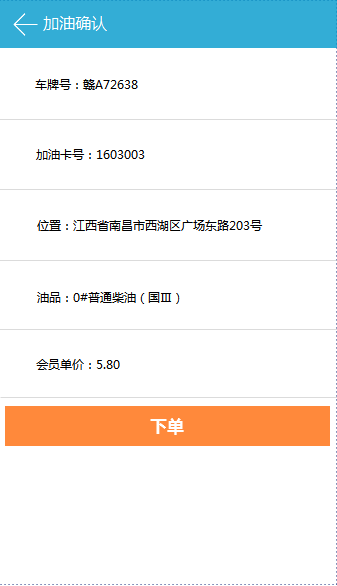 加油确认
车牌号：赣A72638
加油卡号：1603003
位置：江西省南昌市西湖区广场东路203号
油品：0#普通柴油（国Ⅲ）
会员单价：5.80
下单